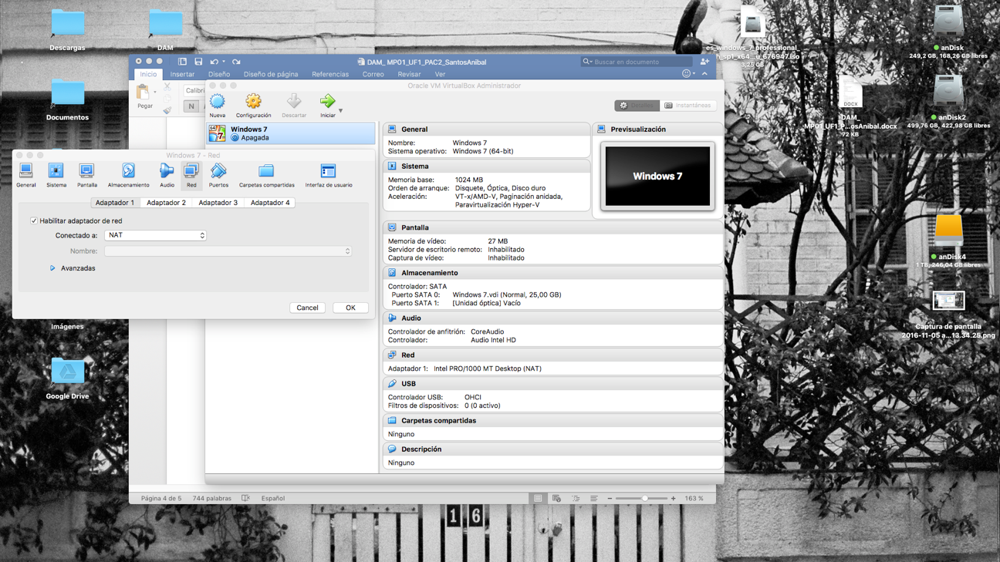 Descargas
DAM
Documentos
Imágenes
Google Drive
DAM_MP01_UF1_PAC2_SantosAnibal
Buscar en documento
Inicio Insertar Diseño Diseño de página Referencias Correo Revisar Ver
Pegar
Calibri
N
Oracle VM VirtualBox Administrador
Nueva Configuración Descartar Iniciar
Instantáneas
64
7
Windows 7
Apagada
General
Nombre: Windows 7
Sistema operativo: Windows 7 (64-bit)
Sistema
Memoria base: 1024 MB
Orden de arranque: Disquete, Óptica, Disco duro
Aceleración: VT-x/AMD-V, Paginación anidada,
Paravirtualización Hyper-V
Previsualización
Windows 7
Pantalla
Memoria de vídeo: 27 MB
Servidor de escritorio remoto: Inhabilitado
Captura de vídeo: Inhabilitado
Almacenamiento
Controlador: SATA
Puerto SATA 0: Windows 7.vdi (Normal, 25,00 GB)
Puerto SATA 1: [Unidad óptica] Vacío
Audio
Controlador de anfitrión: CoreAudio
Controlador: Audio Intel HD
Red
Adaptador 1: Intel PRO/1000 MT Desktop (NAT)
USB
Controlador USB: OHCI
Filtros de dispositivos: 0 (0 activo)
Carpetas compartidas
Ninguno
Descripción
Ninguno
Windows 7 - Red
General Sistema Pantalla Almacenamiento Audio Red Puertos Carpetas compartidas Interfaz de usuario
Adaptador 1 Adaptador 2 Adaptador 3 Adaptador 4
Habilitar adaptador de red
Conectado a: NAT
Nombre:
Avanzadas
Cancel OK
Página 4 de 5 744 palabras Español 163 %
16
es_windows_7_professional_
h_sp1_x64...u_676947.iso
3,25 GB
DOCX
DAM_
MP01_UF1_P...osAnibal.docx
72 KB
anDisk
249,2 GB, 168,26 GB libres
anDisk2
499,76 GB, 422,98 GB libres
anDisk4
1 TB, 246,04 GB libres
Captura de pantalla
2016-11-05 a...13.34.25.png